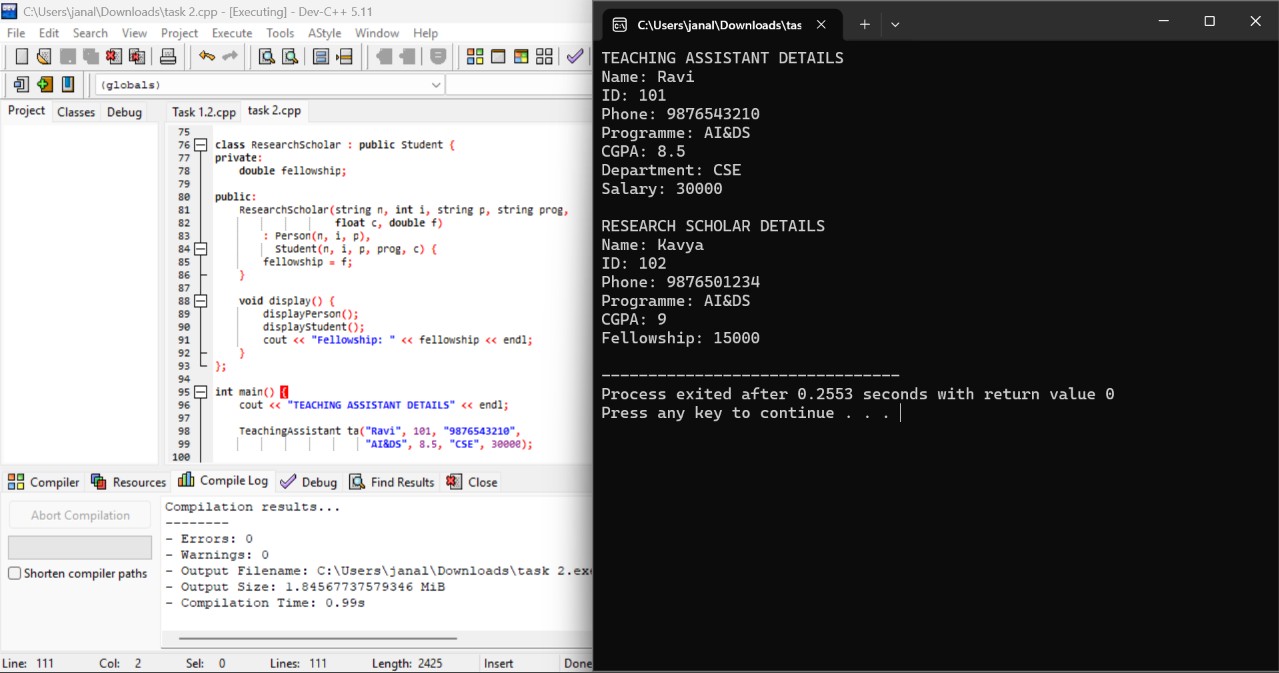 C:\Users\janal\Downloads\task 2.cpp - [Executing] - Dev-C++ 5.11
File Edit Search View Project Execute Tools AStyle Window Help
(globals)
Project Classes Debug
Task 1.2.cpp task 2.cpp
75
76 class ResearchScholar : public Student {
77 private:
78 double fellowship;
79
80 public:
81 ResearchScholar(string n, int i, string p, string prog,
82 float c, double f)
83 : Person(n, i, p),
84 Student(n, i, p, prog, c) {
85 fellowship = f;
86 }
87
88 void display() {
89 displayPerson();
90 displayStudent();
91 cout << "Fellowship: " << fellowship << endl;
92 }
93 };
94
95 int main() {
96 cout << "TEACHING ASSISTANT DETAILS" << endl;
97
98 TeachingAssistant ta("Ravi", 101, "9876543210",
99 "AI&DS", 8.5, "CSE", 30000);
100
Compiler Resources Compile Log Debug Find Results Close
Abort Compilation
Shorten compiler paths
Compilation results...
--------
- Errors: 0
- Warnings: 0
- Output Filename: C:\Users\janal\Downloads\task 2.exe
- Output Size: 1.84567737579346 MiB
- Compilation Time: 0.99s
Line: 111 Col: 2 Sel: 0 Lines: 111 Length: 2425 Insert Done
C:\Users\janal\Downloads\tas
TEACHING ASSISTANT DETAILS
Name: Ravi
ID: 101
Phone: 9876543210
Programme: AI&DS
CGPA: 8.5
Department: CSE
Salary: 30000
RESEARCH SCHOLAR DETAILS
Name: Kavya
ID: 102
Phone: 9876501234
Programme: AI&DS
CGPA: 9
Fellowship: 15000
--------------------------------
Process exited after 0.2553 seconds with return value 0
Press any key to continue . . .